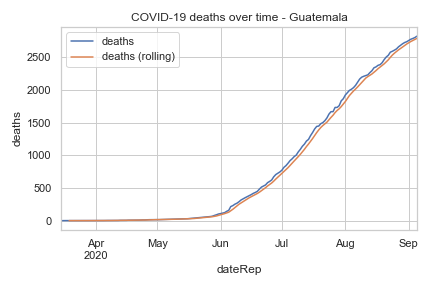 COVID-19 deaths over time - Guatemala
deaths
deaths (rolling)
2500
2000
1500
1000
500
0
deaths
Apr
2020
May
Jun
Jul
Aug
Sep
dateRep